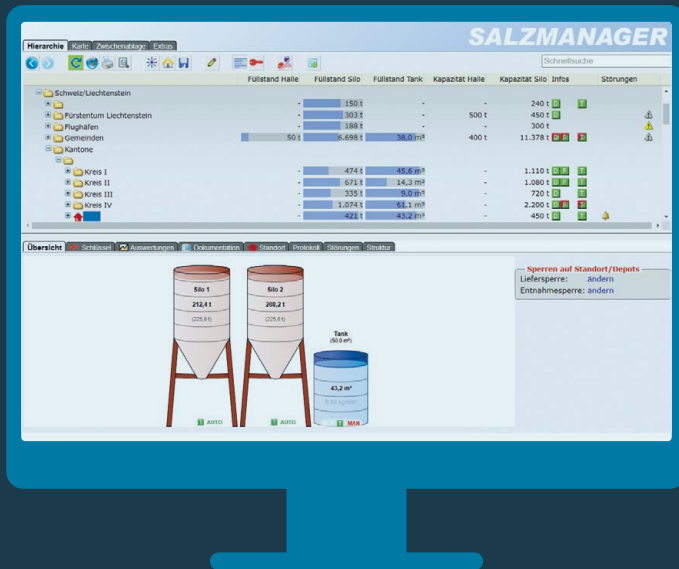 SALZMANAGER
Hierarchie Karte Zwischenablage Extras
Schnellsuche
Füllstand Halle Füllstand Silo Füllstand Tank Kapazität Halle Kapazität Silo Infos Störungen
Schweiz/Liechtenstein
- 150 t - - 240 t D T
Fürstentum Liechtenstein - 303 t - 500 t 450 t D
Flughäfen - 188 t - - 300 t
Gemeinden 50 t 6.698 t 38,0 m³ 400 t 11.378 t D E
Kantone
Kreis I - 474 t 45,6 m³ - 1.110 t D T
Kreis II - 671 t 14,3 m³ - 1.080 t D T
Kreis III - 335 t 9,0 m³ - 720 t D T
Kreis IV - 1.074 t 61,1 m³ - 2.200 t D E
- 421 t 43,2 m³ - 450 t D T
Übersicht Schlüssel Auswertungen Dokumentation Standort Protokoll Störungen Struktur
Silo 1
212,4 t
(225,0 t)
T AUTO
Silo 2
208,2 t
(225,0 t)
T AUTO
Tank
(50,0 m³)
43,2 m³
T MAN
Sperren auf Standort/Depots
Liefersperre: ändern
Entnahmesperre: ändern